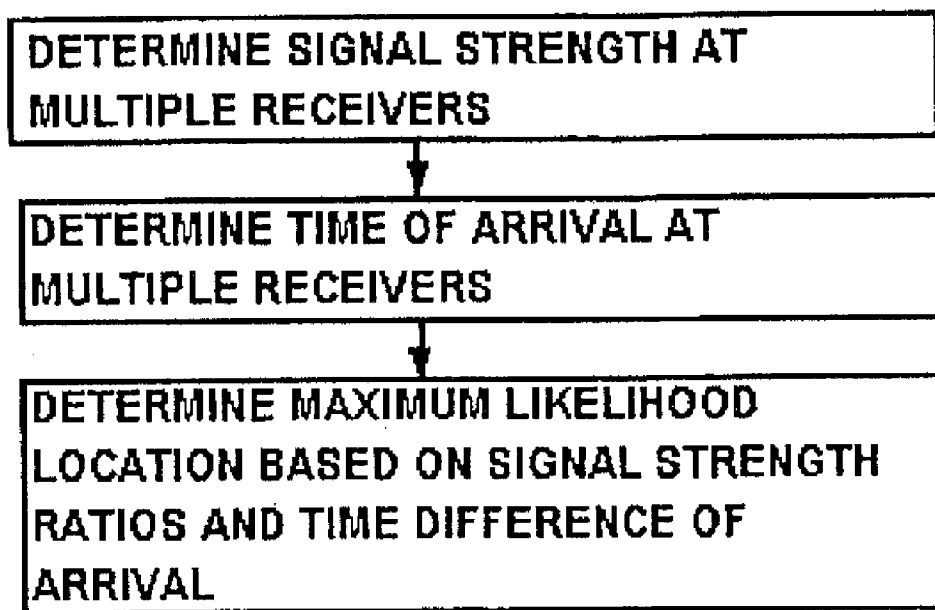 DETERMINE SIGNAL STRENGTH AT
MULTIPLE RECEIVERS
DETERMINE TIME OF ARRIVAL AT
MULTIPLE RECEIVERS
DETERMINE MAXIMUM LIKELIHOOD
LOCATION BASED ON SIGNAL STRENGTH
RATIOS AND TIME DIFFERENCE OF
ARRIVAL